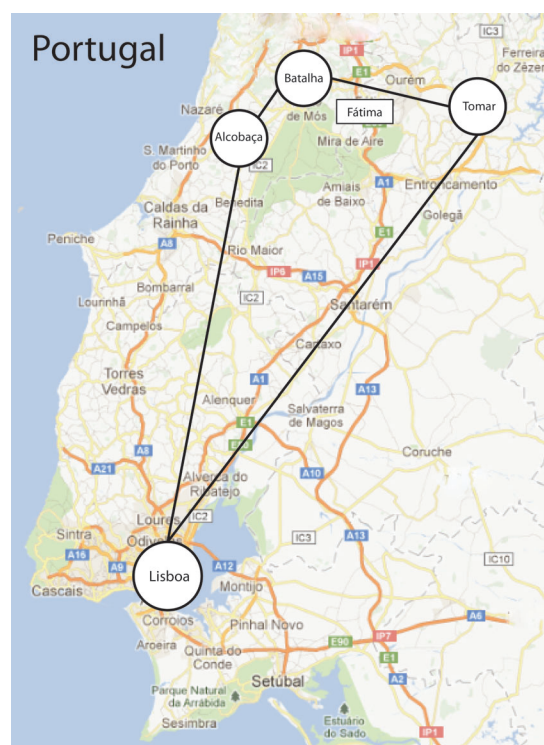 Portugal
IC3
IP1
Ferreira
do Zêzer
Batalha
E1
Ourém
Tomar
Nazaré
de Mós
Fátima
Alcobaça
Mira de Aire
S. Martinho
do Porto
IC2
A1
Entroncamento
Amiais
de Baixo
Benedita
Caldas da
Rainha
Golegã
E1
Peniche
A8
Rio Maior
IP6
A15
IP1
Bombarral
Lourinhã
IC2
Santarém
Campelos
Cartaxo
Torres
Vedras
A1
A13
Alenquer
Salvaterra
de Magos
E1
A8
Coruche
A21
Alverca do
Ribatejo
A10
Loures
IC2
Sintra
Odivelas
IC3
A13
A16
A9
A12
IC10
Lisboa
Cascais
Montijo
Corroios
A6
Aroeira
Pinhal Novo
IP7
Quinta do
Conde
E90
E1
Setúbal
A2
Parque Natural
da Arrábida
Sesimbra
Estuário
do Sado
IP1